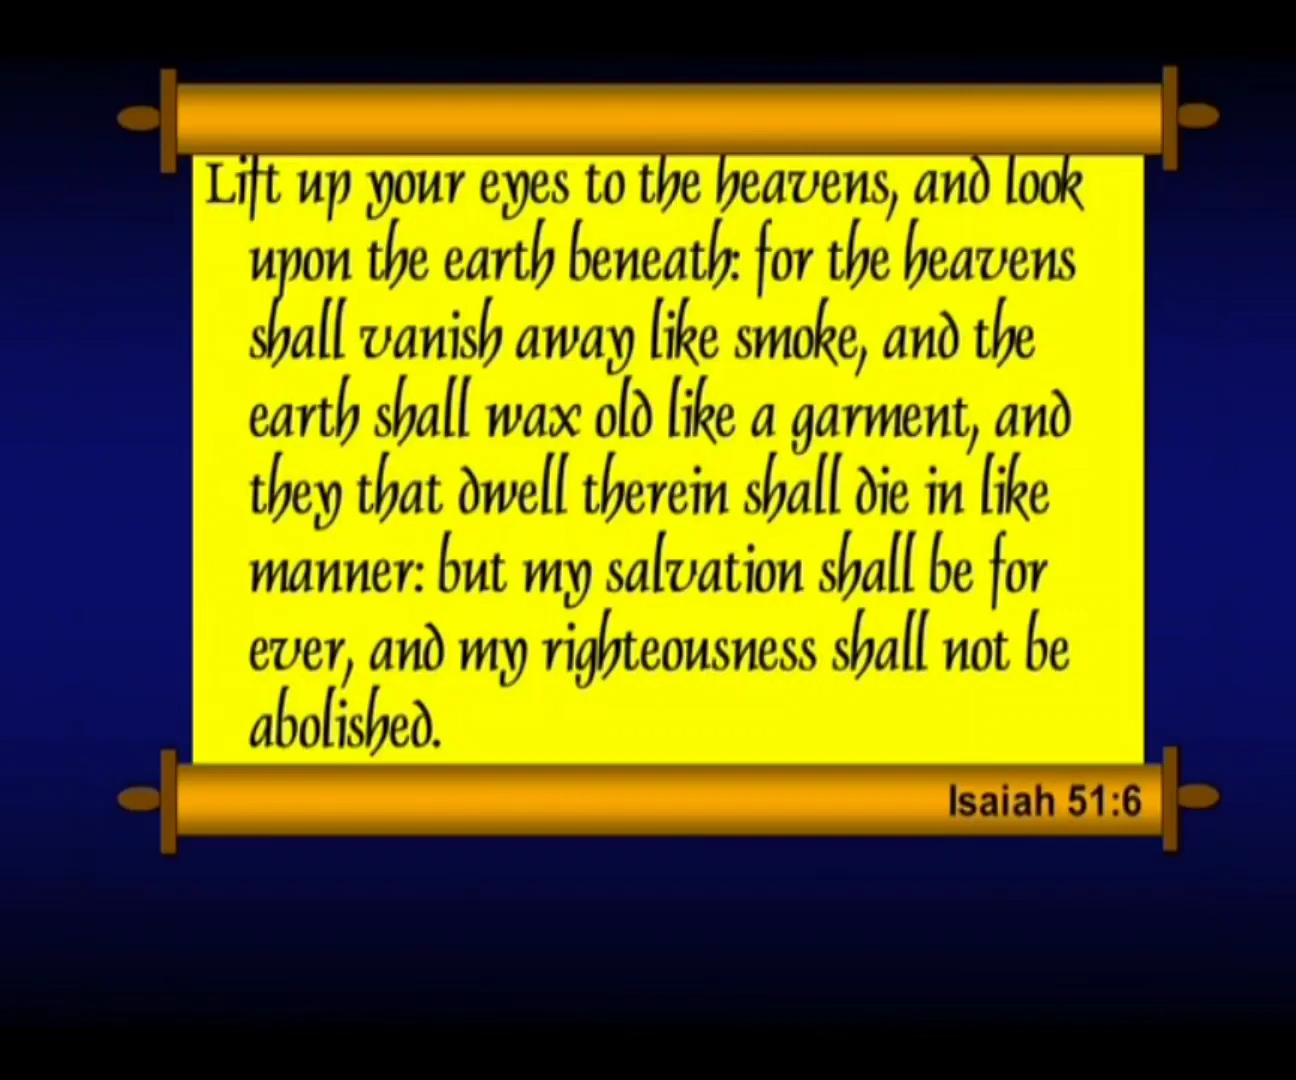 Lift up your eyes to the heavens, and look
upon the earth beneath: for the heavens
shall vanish away like smoke, and the
earth shall wax old like a garment, and
they that dwell therein shall die in like
manner: but my salvation shall be for
ever, and my righteousness shall not be
abolished.
Isaiah 51:6